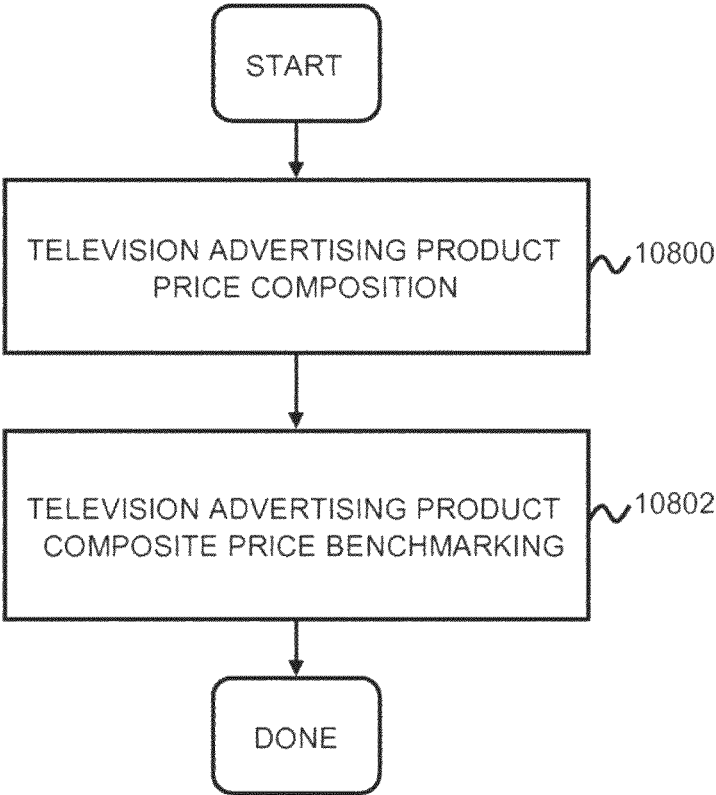 START
TELEVISION ADVERTISING PRODUCT
PRICE COMPOSITION
10800
TELEVISION ADVERTISING PRODUCT
COMPOSITE PRICE BENCHMARKING
10802
DONE